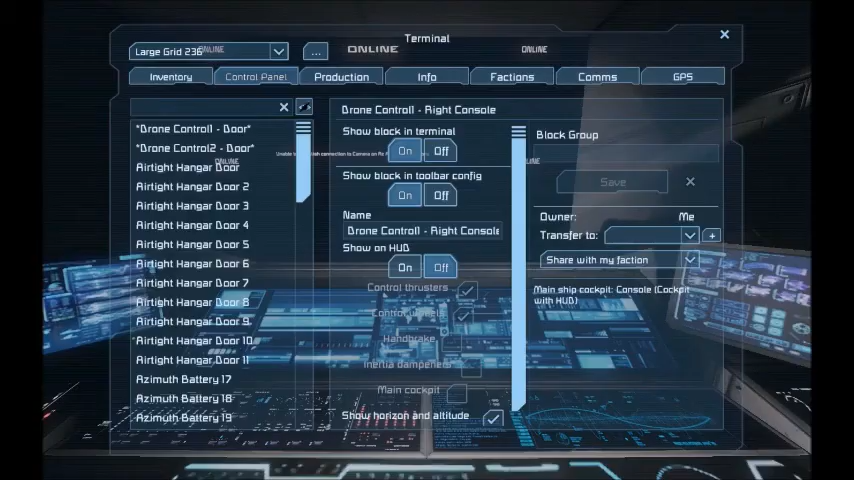 Terminal
Large Grid 236
...
ONLINE
ONLINE
ONLINE
Inventory
Control Panel
Production
Info
Factions
Comms
GPS
*Drone Control1 - Door*
*Drone Control2 - Door*
ONLINE
Airtight Hangar Door
Airtight Hangar Door 2
Airtight Hangar Door 3
Airtight Hangar Door 4
Airtight Hangar Door 5
Airtight Hangar Door 6
Airtight Hangar Door 7
Airtight Hangar Door 8
Airtight Hangar Door 9
Airtight Hangar Door 10
Airtight Hangar Door 11
Azimuth Battery 17
Azimuth Battery 18
Azimuth Battery 19
Drone Control1 - Right Console
Show block in terminal
On Off
Show block in toolbar config
On Off
Name
Drone Control1 - Right Console
Show on HUD
On Off
Control thrusters
Control wheels
Handbrake
Inertia dampeners
Main cockpit
Show horizon and altitude
Block Group
Save
Owner: Me
Transfer to:
+
Share with my faction
Main ship cockpit: Console (Cockpit
with HUD)